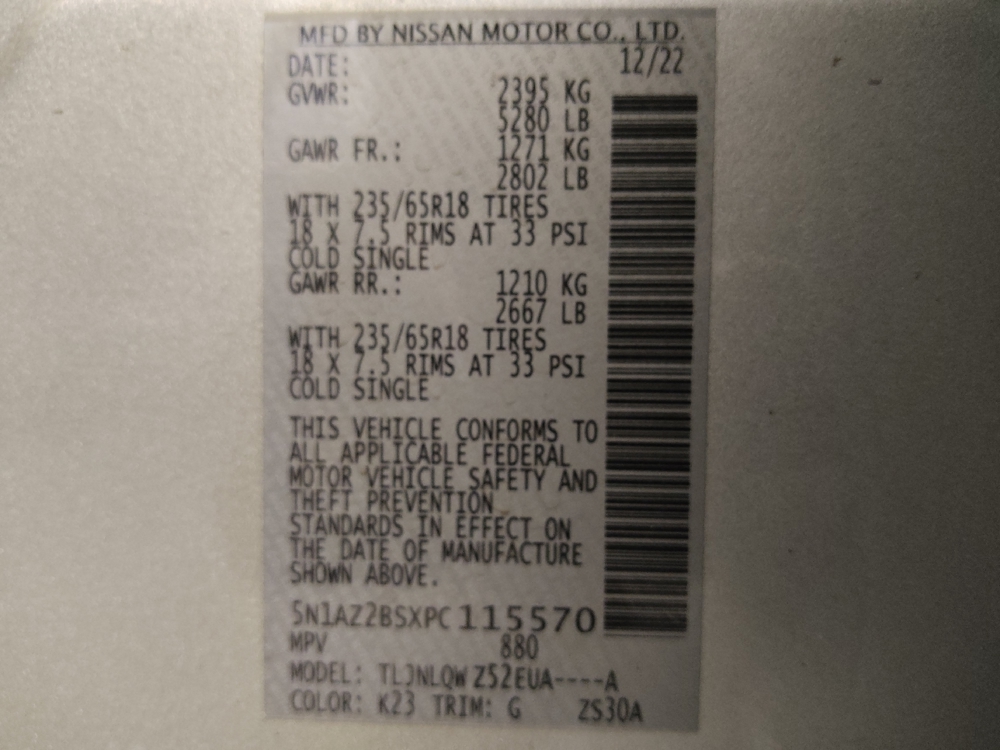 MFD BY NISSAN MOTOR CO., LTD.
DATE: 12/22
GVWR: 2395 KG
5280 LB
GAWR FR.: 1271 KG
2802 LB
WITH 235/65R18 TIRES
18 X 7.5 RIMS AT 33 PSI
COLD SINGLE
GAWR RR.: 1210 KG
2667 LB
WITH 235/65R18 TIRES
18 X 7.5 RIMS AT 33 PSI
COLD SINGLE
THIS VEHICLE CONFORMS TO
ALL APPLICABLE FEDERAL
MOTOR VEHICLE SAFETY AND
THEFT PREVENTION
STANDARDS IN EFFECT ON
THE DATE OF MANUFACTURE
SHOWN ABOVE.
5N1AZ2BSXPC115570
MPV 880
MODEL: TLJNLQWZ52EUA----A
COLOR: K23 TRIM: G ZS30A